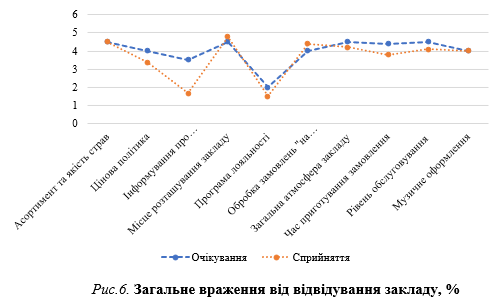 6
5
4
3
2
1
0
Асортимент та якість страв
Цінова політика
Інформування про…
Місце розташування закладу
Програма лояльності
Обробка замовлень "на…
Загальна атмосфера закладу
Час приготування замовлення
Рівень обслуговування
Музичне оформлення
Очікування
Сприйняття
Рис.6. Загальне враження від відвідування закладу, %